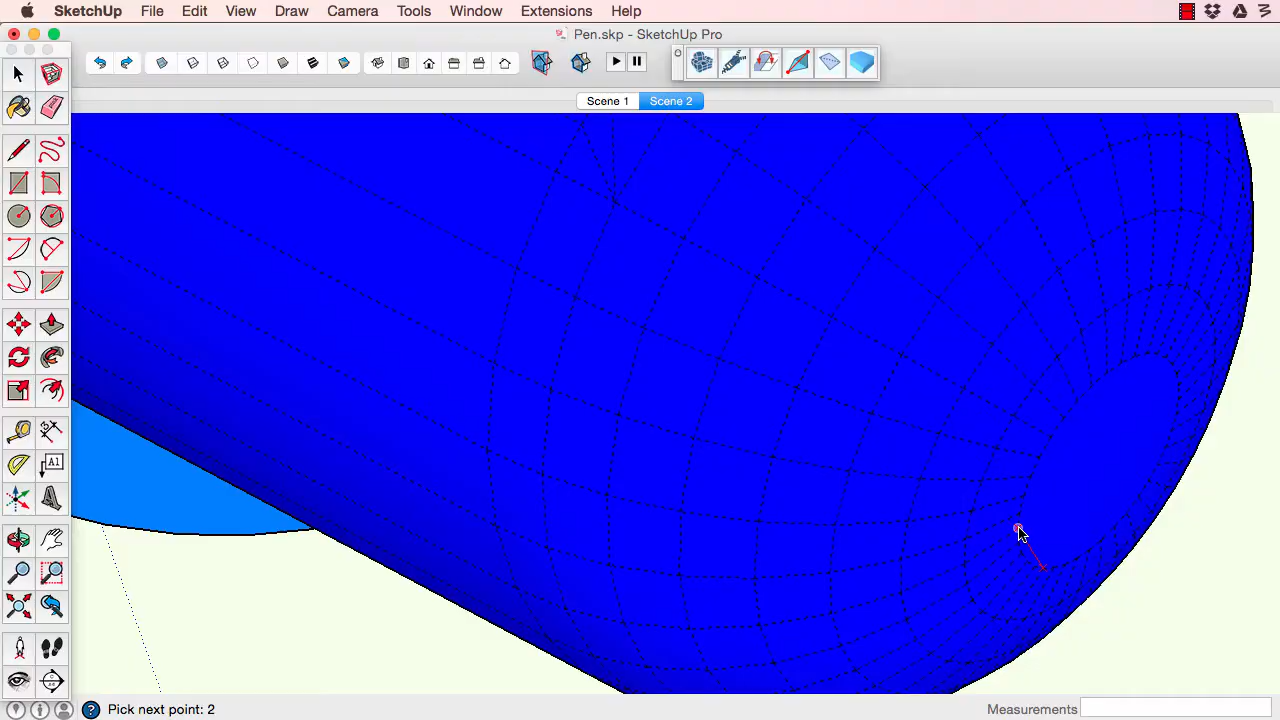 SketchUp File Edit View Draw Camera Tools Window Extensions Help
Pen.skp - SketchUp Pro
Scene 1 Scene 2
A1
Pick next point: 2 Measurements